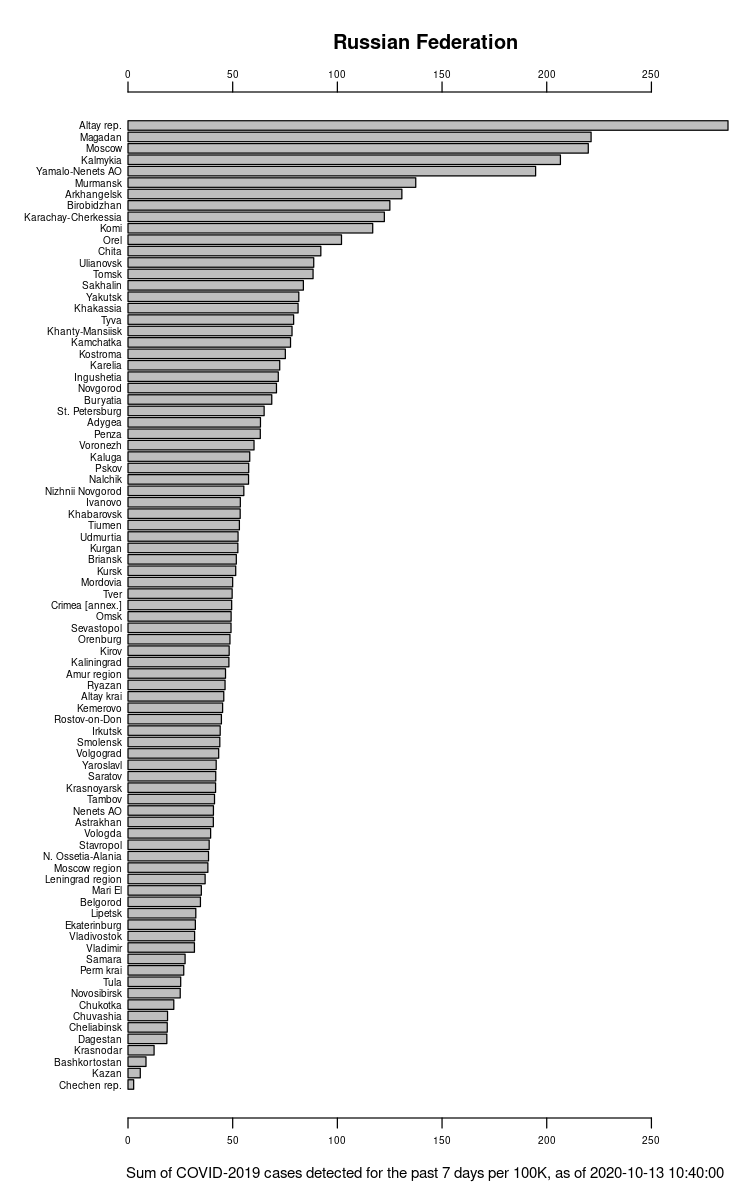 Russian Federation
0 50 100 150 200 250
Altay rep.
Magadan
Moscow
Kalmykia
Yamalo-Nenets AO
Murmansk
Arkhangelsk
Birobidzhan
Karachay-Cherkessia
Komi
Orel
Chita
Ulianovsk
Tomsk
Sakhalin
Yakutsk
Khakassia
Tyva
Khanty-Mansiisk
Kamchatka
Kostroma
Karelia
Ingushetia
Novgorod
Buryatia
St. Petersburg
Adygea
Penza
Voronezh
Kaluga
Pskov
Nalchik
Nizhnii Novgorod
Ivanovo
Khabarovsk
Tiumen
Udmurtia
Kurgan
Briansk
Kursk
Mordovia
Tver
Crimea [annex.]
Omsk
Sevastopol
Orenburg
Kirov
Kaliningrad
Amur region
Ryazan
Altay krai
Kemerovo
Rostov-on-Don
Irkutsk
Smolensk
Volgograd
Yaroslavl
Saratov
Krasnoyarsk
Tambov
Nenets AO
Astrakhan
Vologda
Stavropol
N. Ossetia-Alania
Moscow region
Leningrad region
Mari El
Belgorod
Lipetsk
Ekaterinburg
Vladivostok
Vladimir
Samara
Perm krai
Tula
Novosibirsk
Chukotka
Chuvashia
Cheliabinsk
Dagestan
Krasnodar
Bashkortostan
Kazan
Chechen rep.
0 50 100 150 200 250
Sum of COVID-2019 cases detected for the past 7 days per 100K, as of 2020-10-13 10:40:00